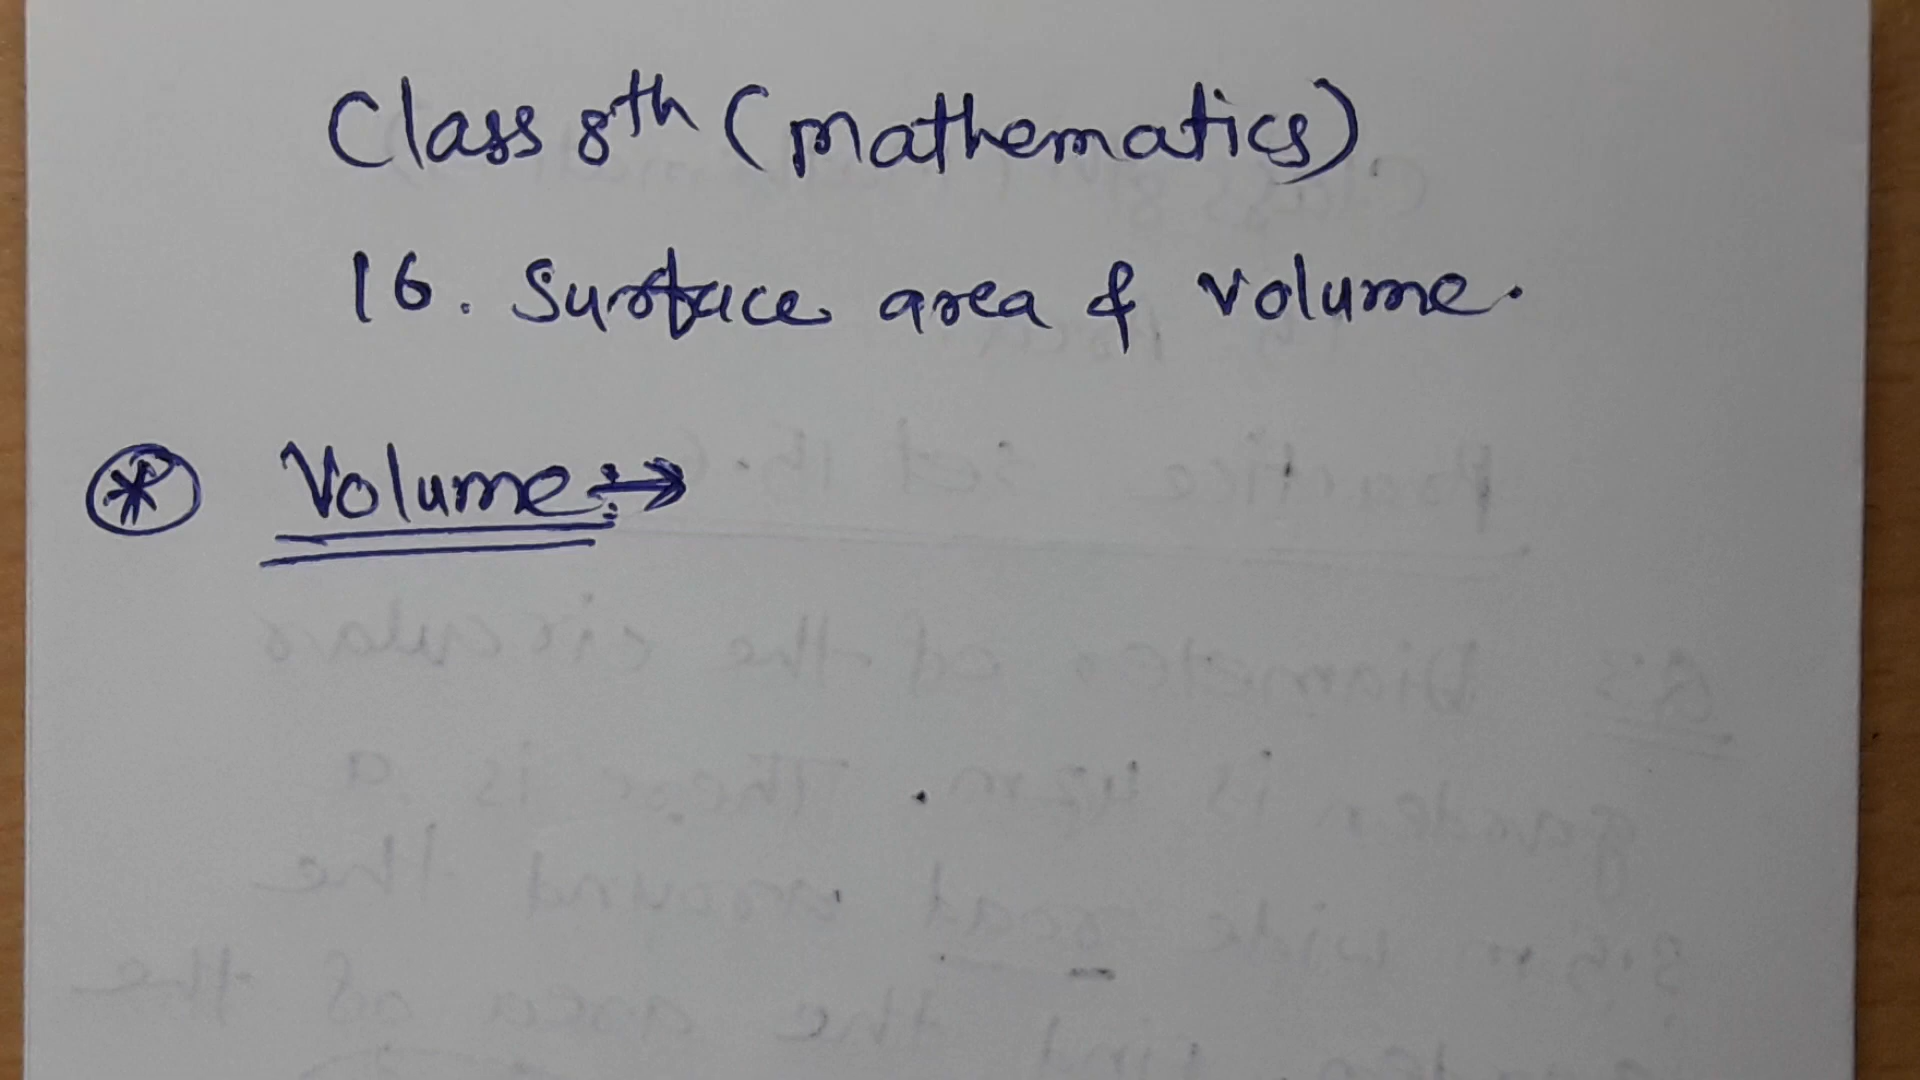 Class 8th (Mathematics)
16. Surface area & volume.
* Volume:→